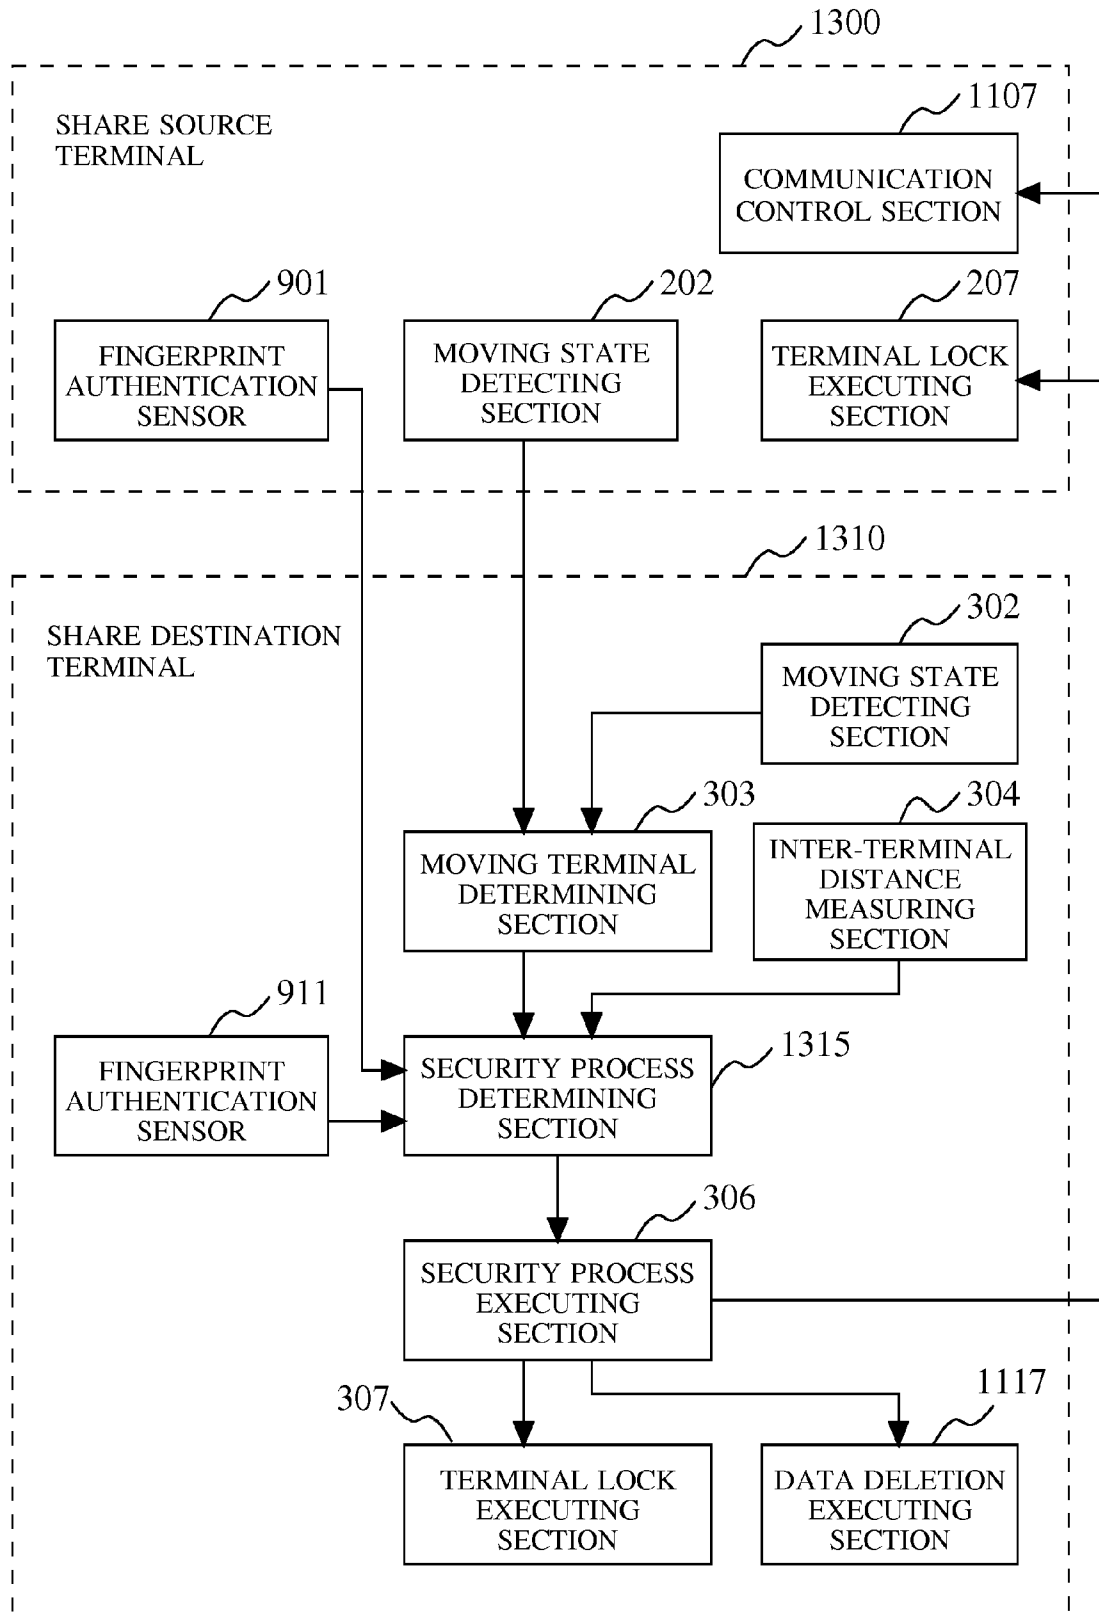 1300
1107
SHARE SOURCE
TERMINAL
COMMUNICATION
CONTROL SECTION
901
202
207
FINGERPRINT
AUTHENTICATION
SENSOR
MOVING STATE
DETECTING
SECTION
TERMINAL LOCK
EXECUTING
SECTION
1310
302
SHARE DESTINATION
TERMINAL
MOVING STATE
DETECTING
SECTION
303
304
MOVING TERMINAL
DETERMINING
SECTION
INTER-TERMINAL
DISTANCE
MEASURING
SECTION
911
1315
FINGERPRINT
AUTHENTICATION
SENSOR
SECURITY PROCESS
DETERMINING
SECTION
306
SECURITY PROCESS
EXECUTING
SECTION
307
1117
TERMINAL LOCK
EXECUTING
SECTION
DATA DELETION
EXECUTING
SECTION